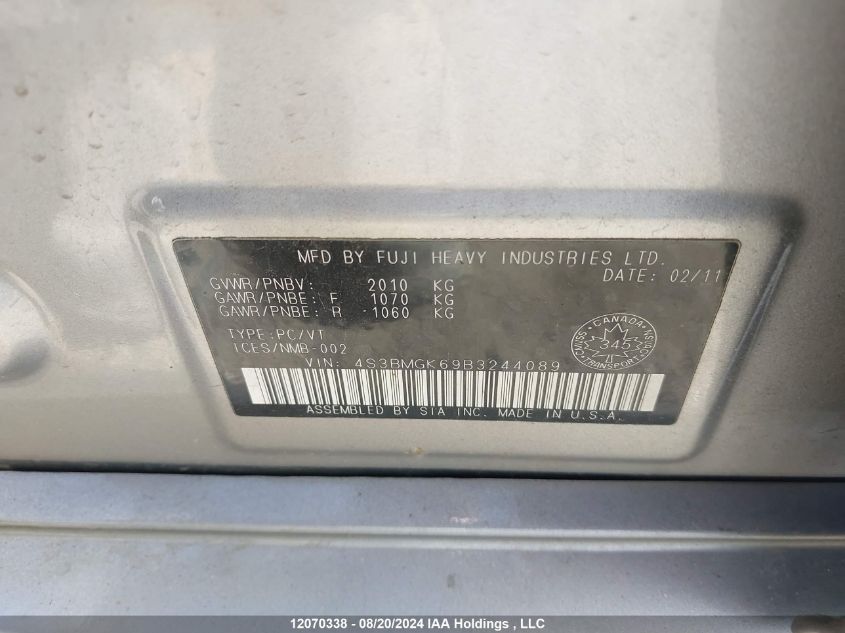 MFD BY FUJI HEAVY INDUSTRIES LTD.
DATE: 02/11
GVWR/PNBV: 2010 KG
GAWR/PNBE: F 1070 KG
GAWR/PNBE: R 1060 KG
TYPE:PC/VT
ICES/NMB-002
VIN: 4S3BMGK69B3244089
CANADA
345
TRANSPORT
ASSEMBLED BY SIA INC. MADE IN U.S.A.
12070338 - 08/20/2024 IAA Holdings , LLC